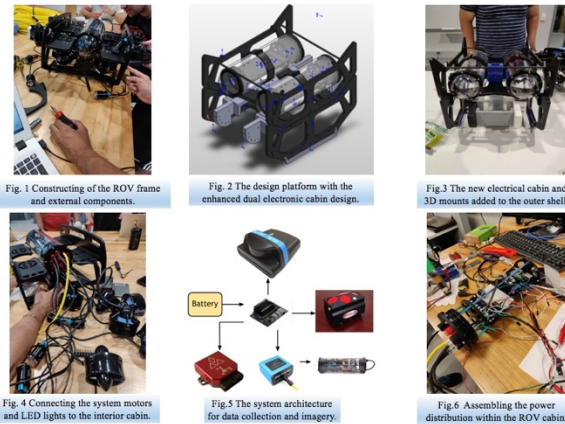 Fig. 1 Constructing of the ROV frame
and external components.
Fig. 2 The design platform with the
enhanced dual electronic cabin design.
Fig.3 The new electrical cabin and
3D mounts added to the outer shell
Battery
Fig. 4 Connecting the system motors
and LED lights to the interior cabin.
Fig.5 The system architecture
for data collection and imagery.
Fig.6 Assembling the power
distribution within the ROV cabin